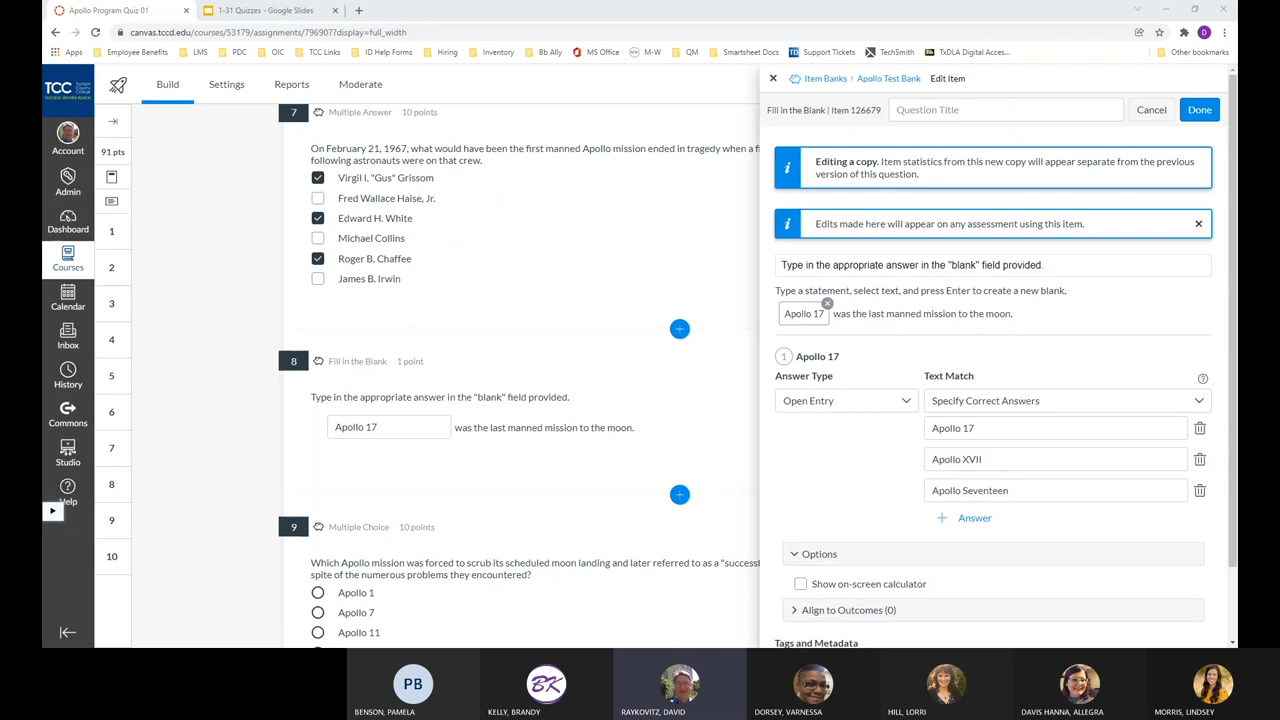 Apollo Program Quiz 01
1-31 Quizzes - Google Slides
canvas.tccd.edu/courses/53179/assignments/796907?display=full_width
D
Apps
Employee Benefits
LMS
PDC
OIC
TCC Links
ID Help Forms
Hiring
Inventory
Bb Ally
MS Office
M-W
QM
Smartsheet Docs
TD
Support TIckets
TechSmith
TxDLA Digital Acces...
Other bookmarks
TCC
Account
Admin
Dashboard
Courses
Calendar
Inbox
History
Commons
Studio
Help
91 pts
1
2
3
4
5
6
7
8
9
10
Build
Settings
Reports
Moderate
7
Multiple Answer 10 points
On February 21, 1967, what would have been the first manned Apollo mission ended in tragedy when a f
following astronauts were on that crew.
Virgil I. "Gus" Grissom
Fred Wallace Haise, Jr.
Edward H. White
Michael Collins
Roger B. Chaffee
James B. Irwin
8
Fill in the Blank 1 point
Type in the appropriate answer in the "blank" field provided.
Apollo 17 was the last manned mission to the moon.
9
Multiple Choice 10 points
Which Apollo mission was forced to scrub its scheduled moon landing and later referred to as a "success
spite of the numerous problems they encountered?
Apollo 1
Apollo 7
Apollo 11
Item Banks > Apollo Test Bank Edit Item
Fill in the Blank | Item 126679
Question Title
Cancel
Done
Editing a copy. Item statistics from this new copy will appear separate from the previous
version of this question.
Edits made here will appear on any assessment using this item.
Type in the appropriate answer in the "blank" field provided.
Type a statement, select text, and press Enter to create a new blank.
Apollo 17 was the last manned mission to the moon.
1 Apollo 17
Answer Type
Text Match
Open Entry
Specify Correct Answers
Apollo 17
Apollo XVII
Apollo Seventeen
+ Answer
Options
Show on-screen calculator
Align to Outcomes (0)
Tags and Metadata
PB
BENSON, PAMELA
BK
KELLY, BRANDY
RAYKOVITZ, DAVID
DORSEY, VARNESSA
HILL, LORRI
DAVIS HANNA, ALLEGRA
MORRIS, LINDSEY